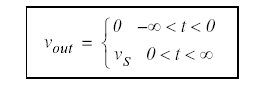 v_out = { 0 −∞ < t < 0
v_S 0 < t < ∞